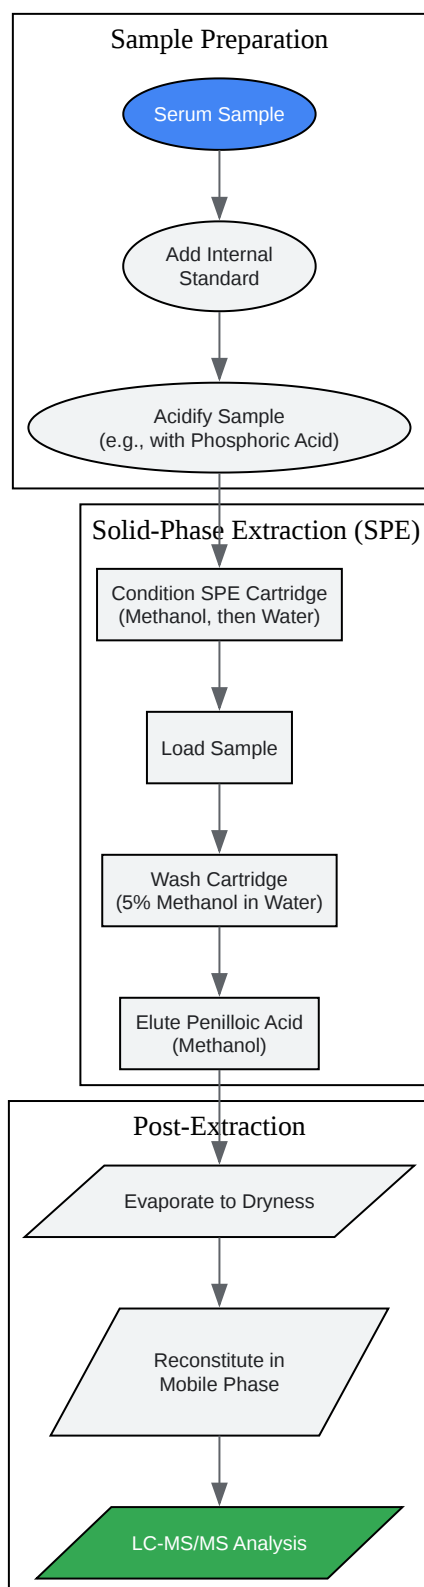 Sample Preparation
Serum Sample
Add Internal
Standard
Acidify Sample
(e.g., with Phosphoric Acid)
Solid-Phase Extraction (SPE)
Condition SPE Cartridge
(Methanol, then Water)
Load Sample
Wash Cartridge
(5% Methanol in Water)
Elute Penilloic Acid
(Methanol)
Post-Extraction
Evaporate to Dryness
Reconstitute in
Mobile Phase
LC-MS/MS Analysis